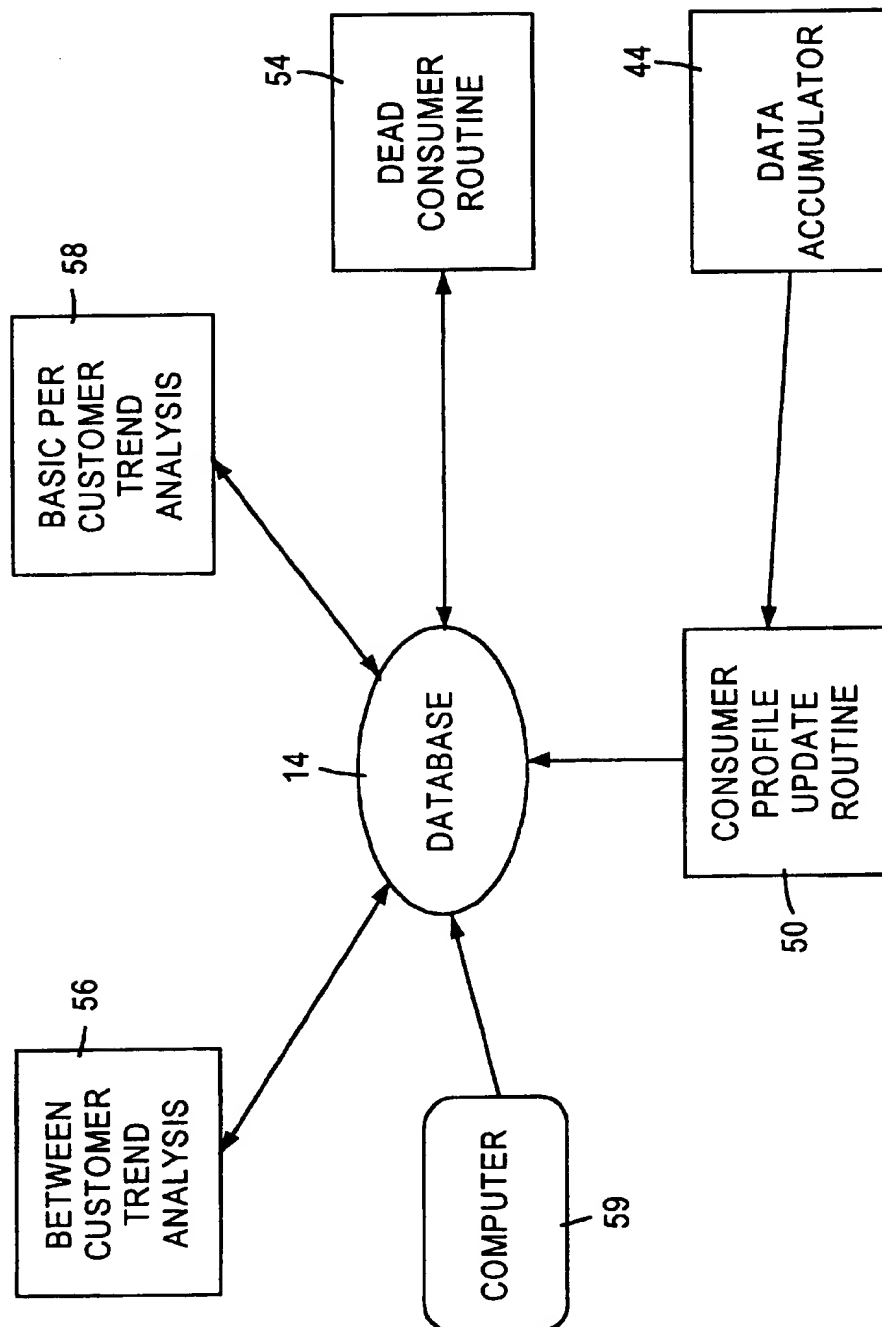 BETWEEN
CUSTOMER
TREND
ANALYSIS
56
BASIC PER
CUSTOMER
TREND
ANALYSIS
58
COMPUTER
59
DATABASE
14
DEAD
CONSUMER
ROUTINE
54
CONSUMER
PROFILE
UPDATE
ROUTINE
50
DATA
ACCUMULATOR
44